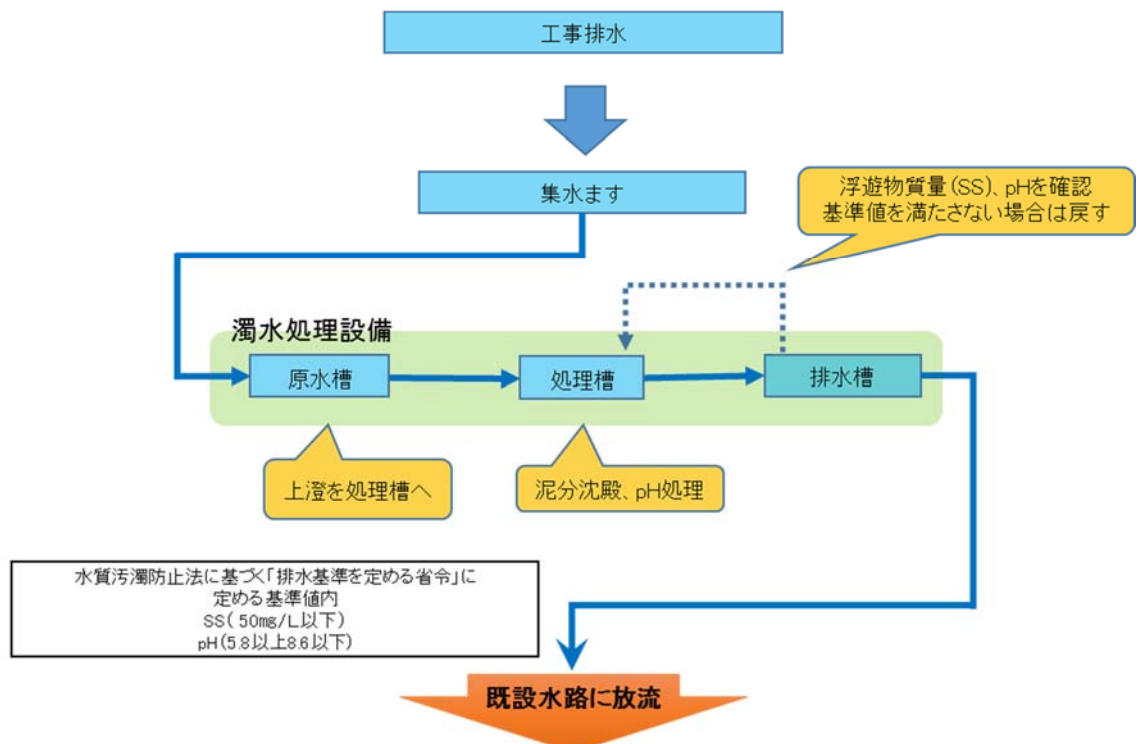 工事排水
集水ます
浮遊物質量(SS)、pHを確認
基準値を満たさない場合は戻す
濁水処理設備
原水槽
処理槽
排水槽
上澄を処理槽へ
泥分沈殿、pH処理
水質汚濁防止法に基づく「排水基準を定める省令」に
定める基準値内
SS( 50mg/L以下)
pH(5.8以上8.6以下)
既設水路に放流